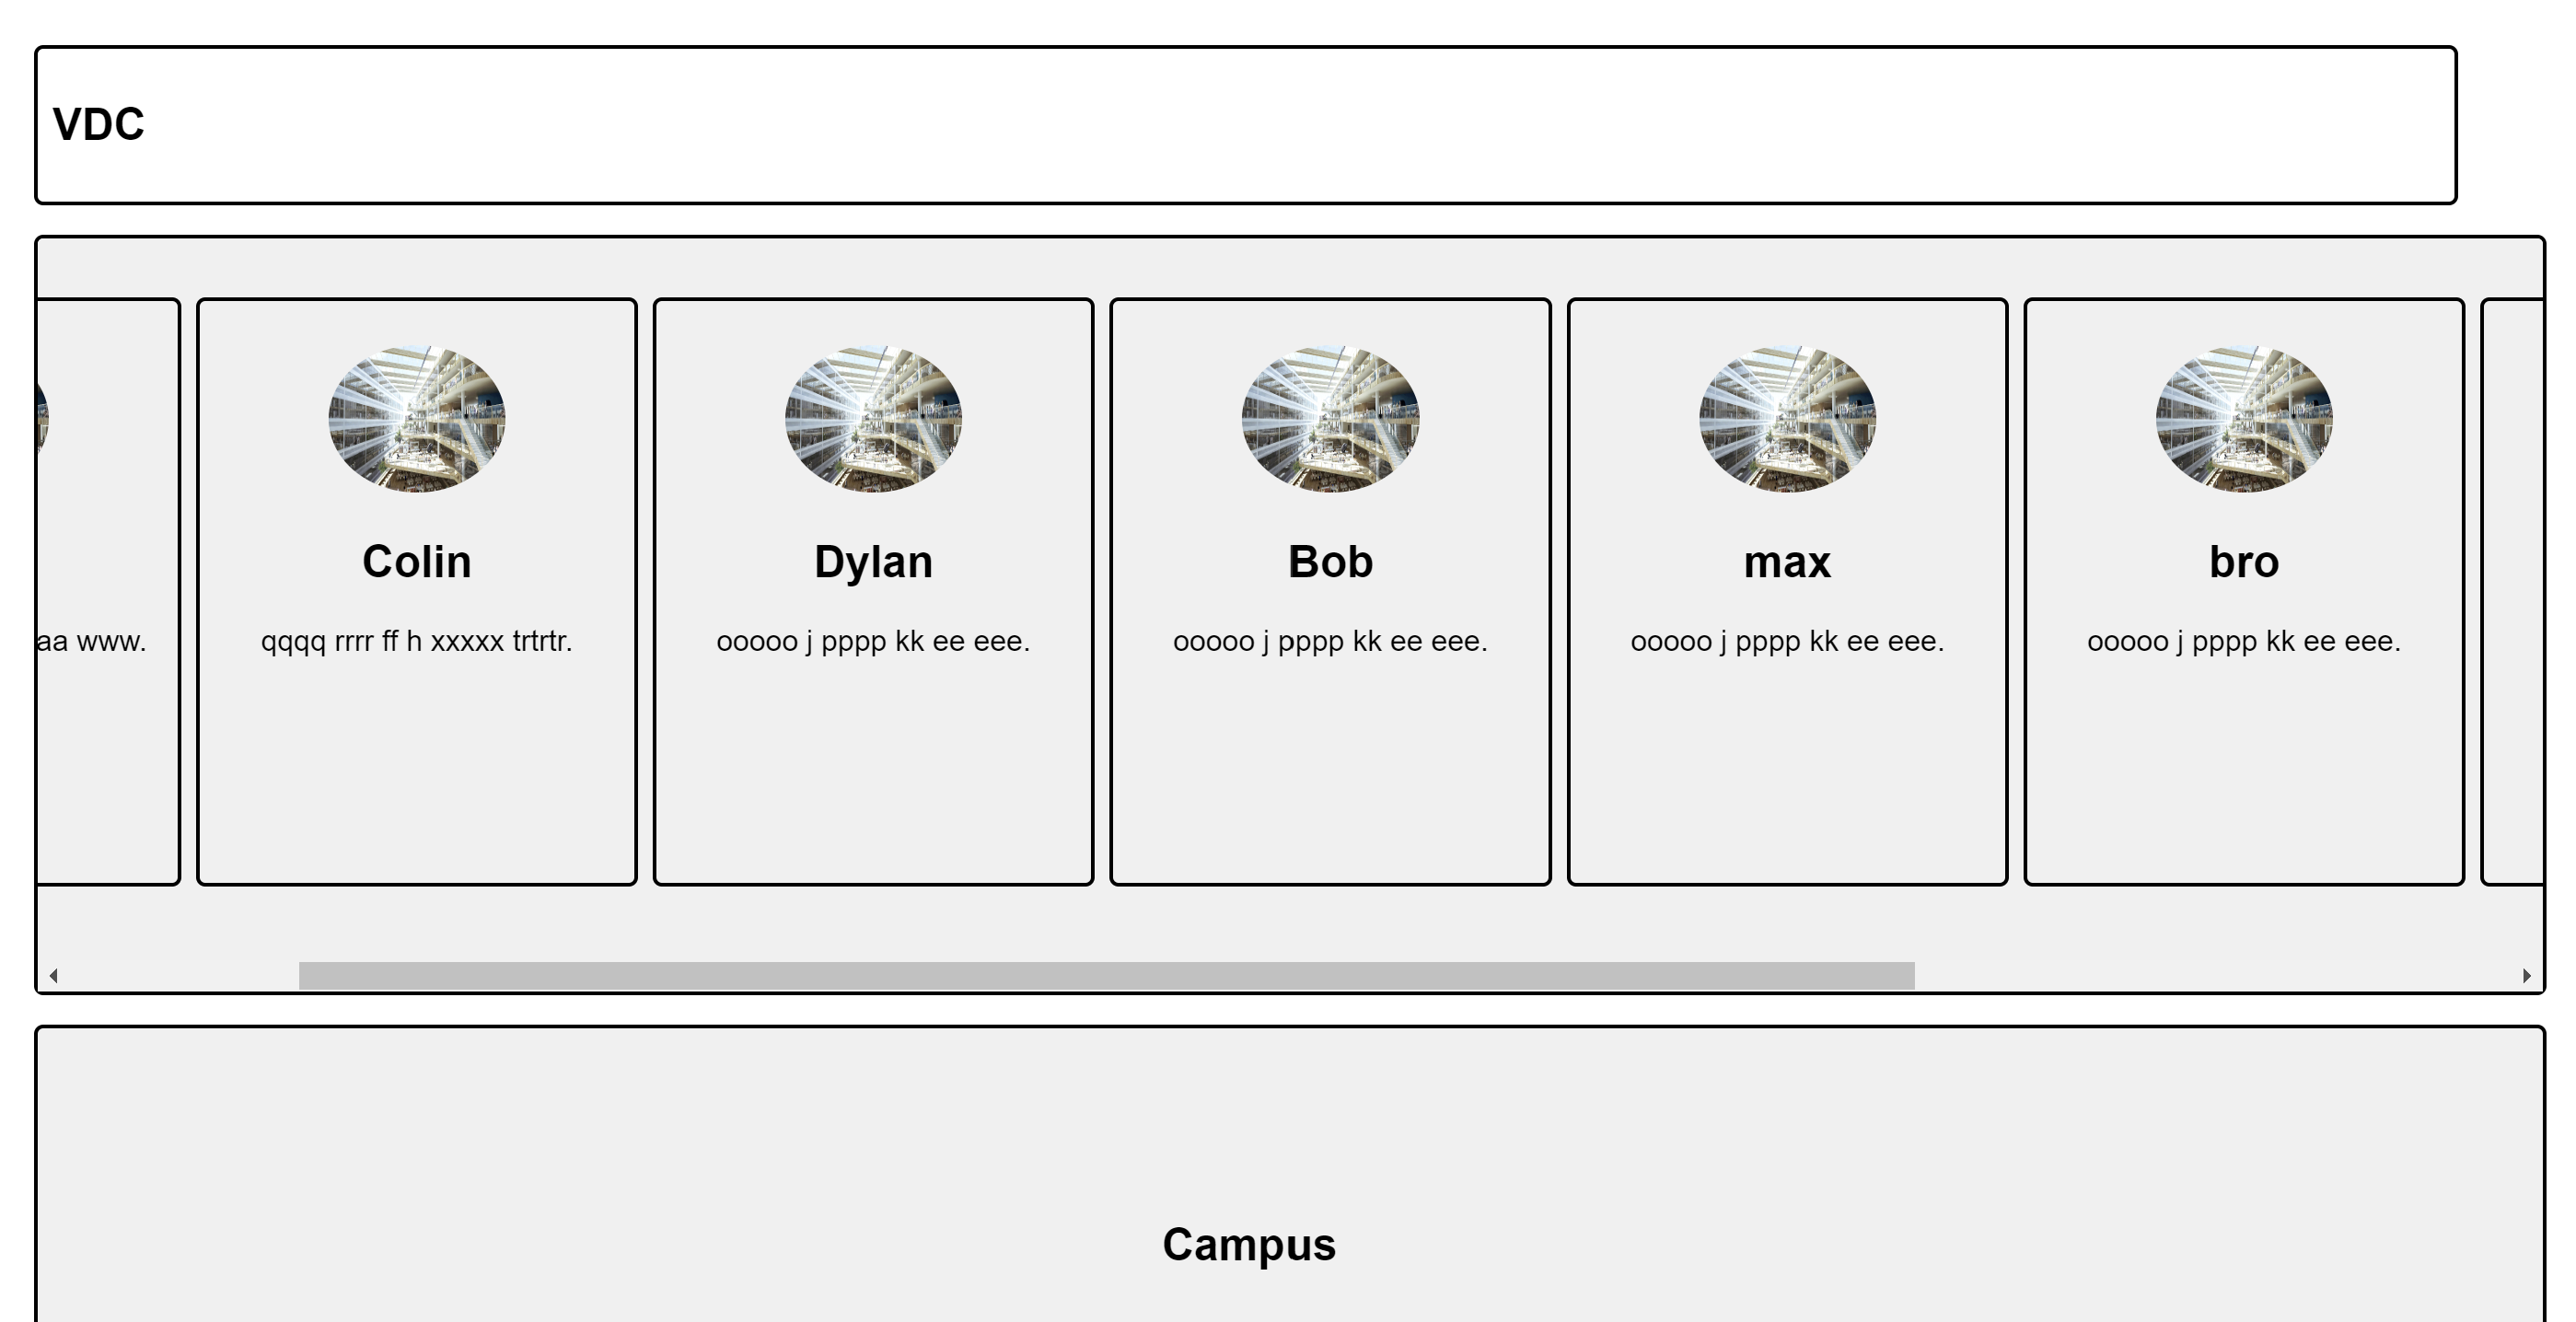 VDC
aa www.
Colin
qqqq rrrr ff h xxxxx trtrtr.
Dylan
ooooo j pppp kk ee eee.
Bob
ooooo j pppp kk ee eee.
max
ooooo j pppp kk ee eee.
bro
ooooo j pppp kk ee eee.
Campus